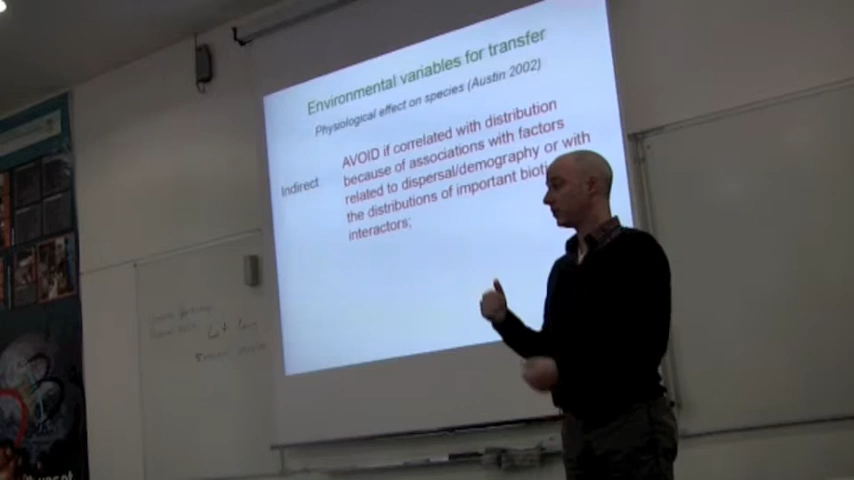 Environmental variables for transfer
Physiological effect on species (Austin 2002)
Indirect
AVOID if correlated with distribution
because of associations with factors
related to dispersal/demography or with
the distributions of important
interactors;